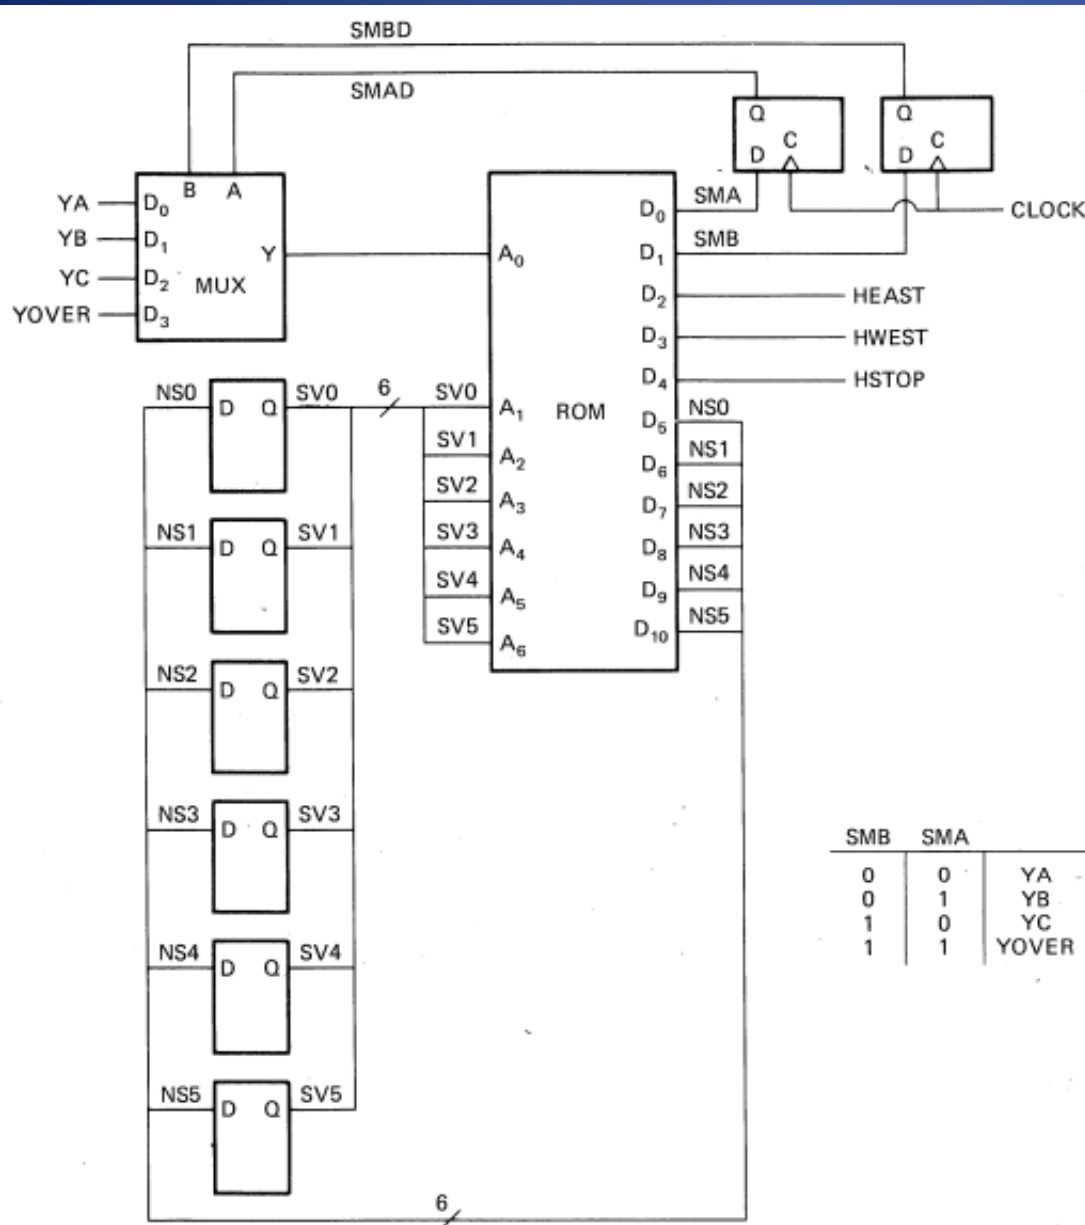 SMBD
SMAD
Q Q
C C
D D
B A
YA D₀
YB D₁
YC D₂
YOVER D₃
MUX
Y
A₀
SMA
D₀
CLOCK
SMB
D₁
D₂ HEAST
D₃ HWEST
D₄ HSTOP
ROM
NS0 D Q SV0 6 SV0 A₁
D₅ NS0
SV1 A₂
D₆ NS1
SV2 A₃
D₇ NS2
SV3 A₄
D₈ NS3
SV4 A₅
D₉ NS4
SV5 A₆
D₁₀ NS5
NS1 D Q SV1
NS2 D Q SV2
NS3 D Q SV3
NS4 D Q SV4
NS5 D Q SV5
6
SMB SMA
0 0 YA
0 1 YB
1 0 YC
1 1 YOVER